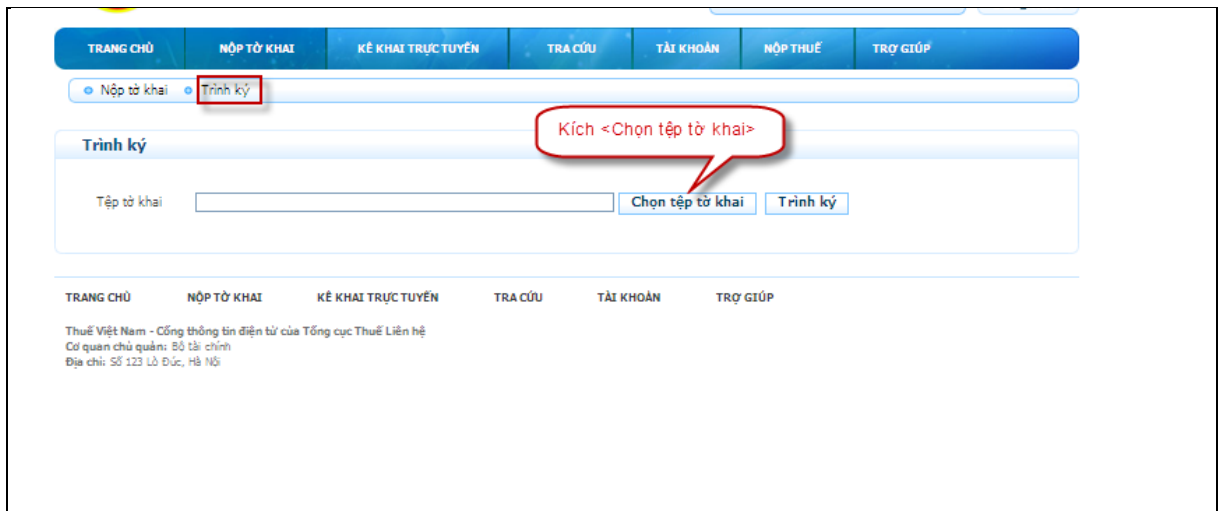 TRANG CHỦ NỘP TỜ KHAI KÊ KHAI TRỰC TUYẾN TRA CỨU TÀI KHOẢN NỘP THUẾ TRỢ GIÚP
Nộp tờ khai Trình ký
Kích <Chọn tệp tờ khai>
Trình ký
Tệp tờ khai Chọn tệp tờ khai Trình ký
TRANG CHỦ NỘP TỜ KHAI KÊ KHAI TRỰC TUYẾN TRA CỨU TÀI KHOẢN TRỢ GIÚP
Thuế Việt Nam - Cổng thông tin điện tử của Tổng cục Thuế Liên hệ
Cơ quan chủ quản: Bộ tài chính
Địa chỉ: Số 123 Lò Đúc, Hà Nội